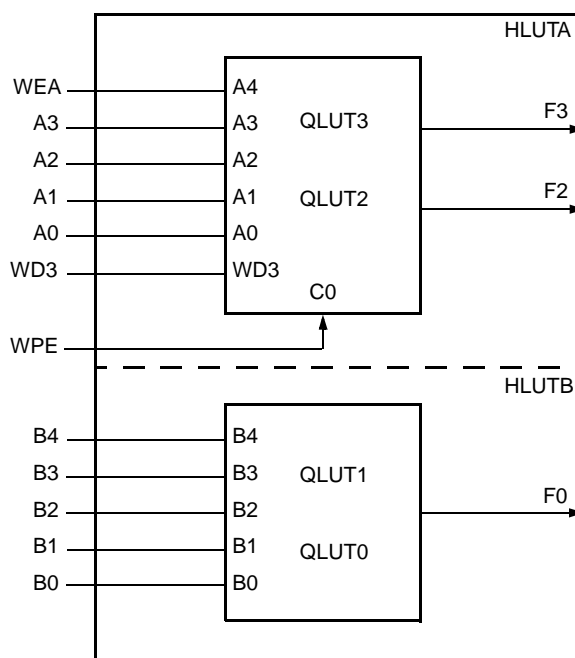 HLUTA
WEA A4
A3 A3 QLUT3 F3
A2 A2
A1 A1 QLUT2 F2
A0 A0
WD3 WD3
C0
WPE
HLUTB
B4 B4
B3 B3 QLUT1
B2 B2 F0
B1 B1 QLUT0
B0 B0